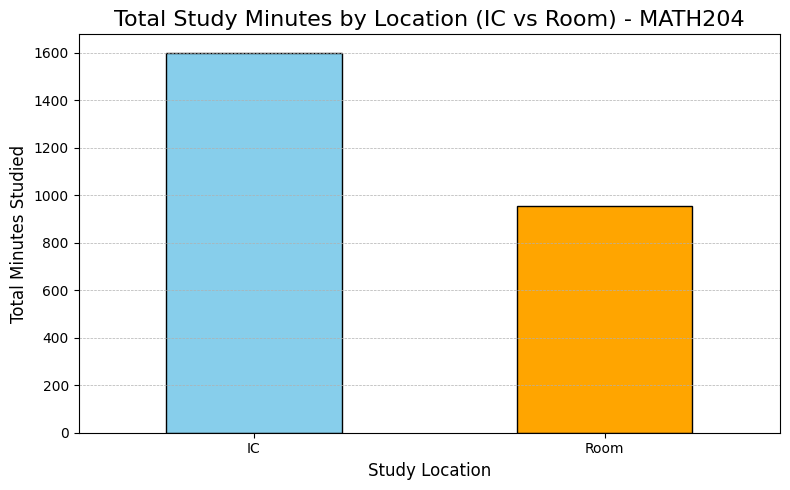 Total Study Minutes by Location (IC vs Room) - MATH204
Total Minutes Studied
1600
1400
1200
1000
800
600
400
200
0
IC
Room
Study Location